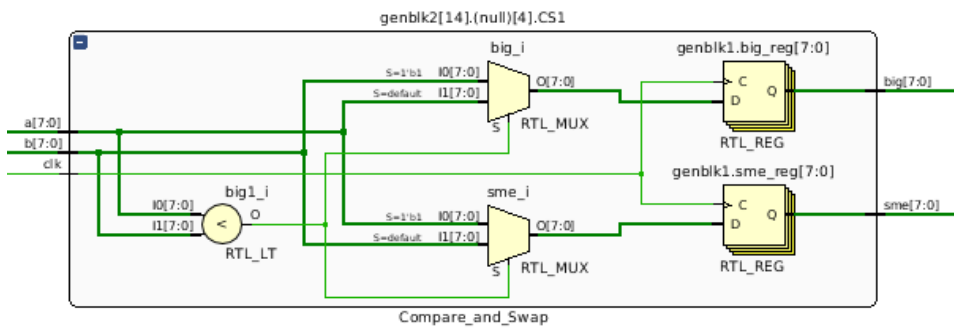 genblk2[14].(null)[4].CS1
big_i
genblk1.big_reg[7:0]
S=1'b1 I0[7:0]
S=default I1[7:0]
O[7:0]
S
RTL_MUX
C
D
Q
RTL_REG
big[7:0]
a[7:0]
b[7:0]
clk
big1_i
I0[7:0]
I1[7:0]
<
O
RTL_LT
sme_i
genblk1.sme_reg[7:0]
S=1'b1 I0[7:0]
S=default I1[7:0]
O[7:0]
S
RTL_MUX
C
D
Q
RTL_REG
sme[7:0]
Compare_and_Swap